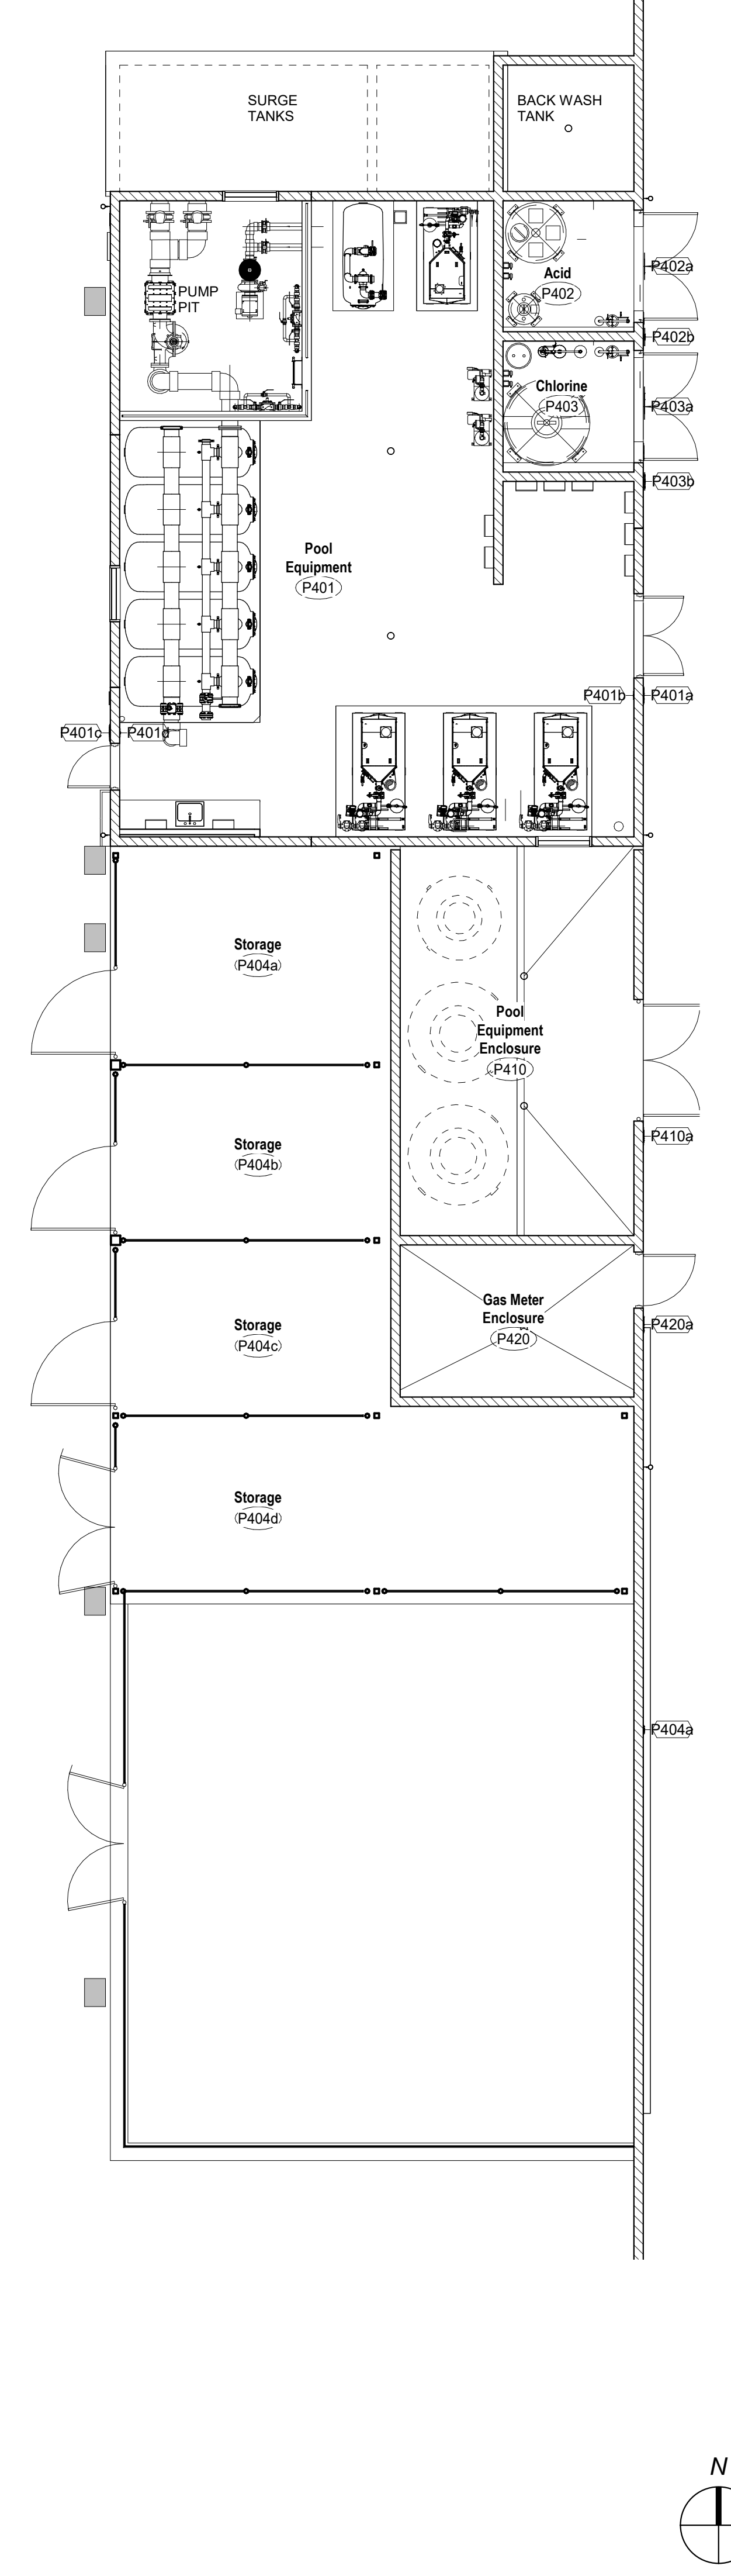 SURGE
TANKS
BACK WASH
TANK
P402a
Acid
P402
PUMP
PIT
P402b
Chlorine
P403
P403a
P403b
Pool
Equipment
P401
P401b
P401a
P401c
P401d
Storage
P404a
Pool
Equipment
Enclosure
P410
P410a
Storage
P404b
Gas Meter
Enclosure
P420
P420a
Storage
P404c
Storage
P404d
P404a
N